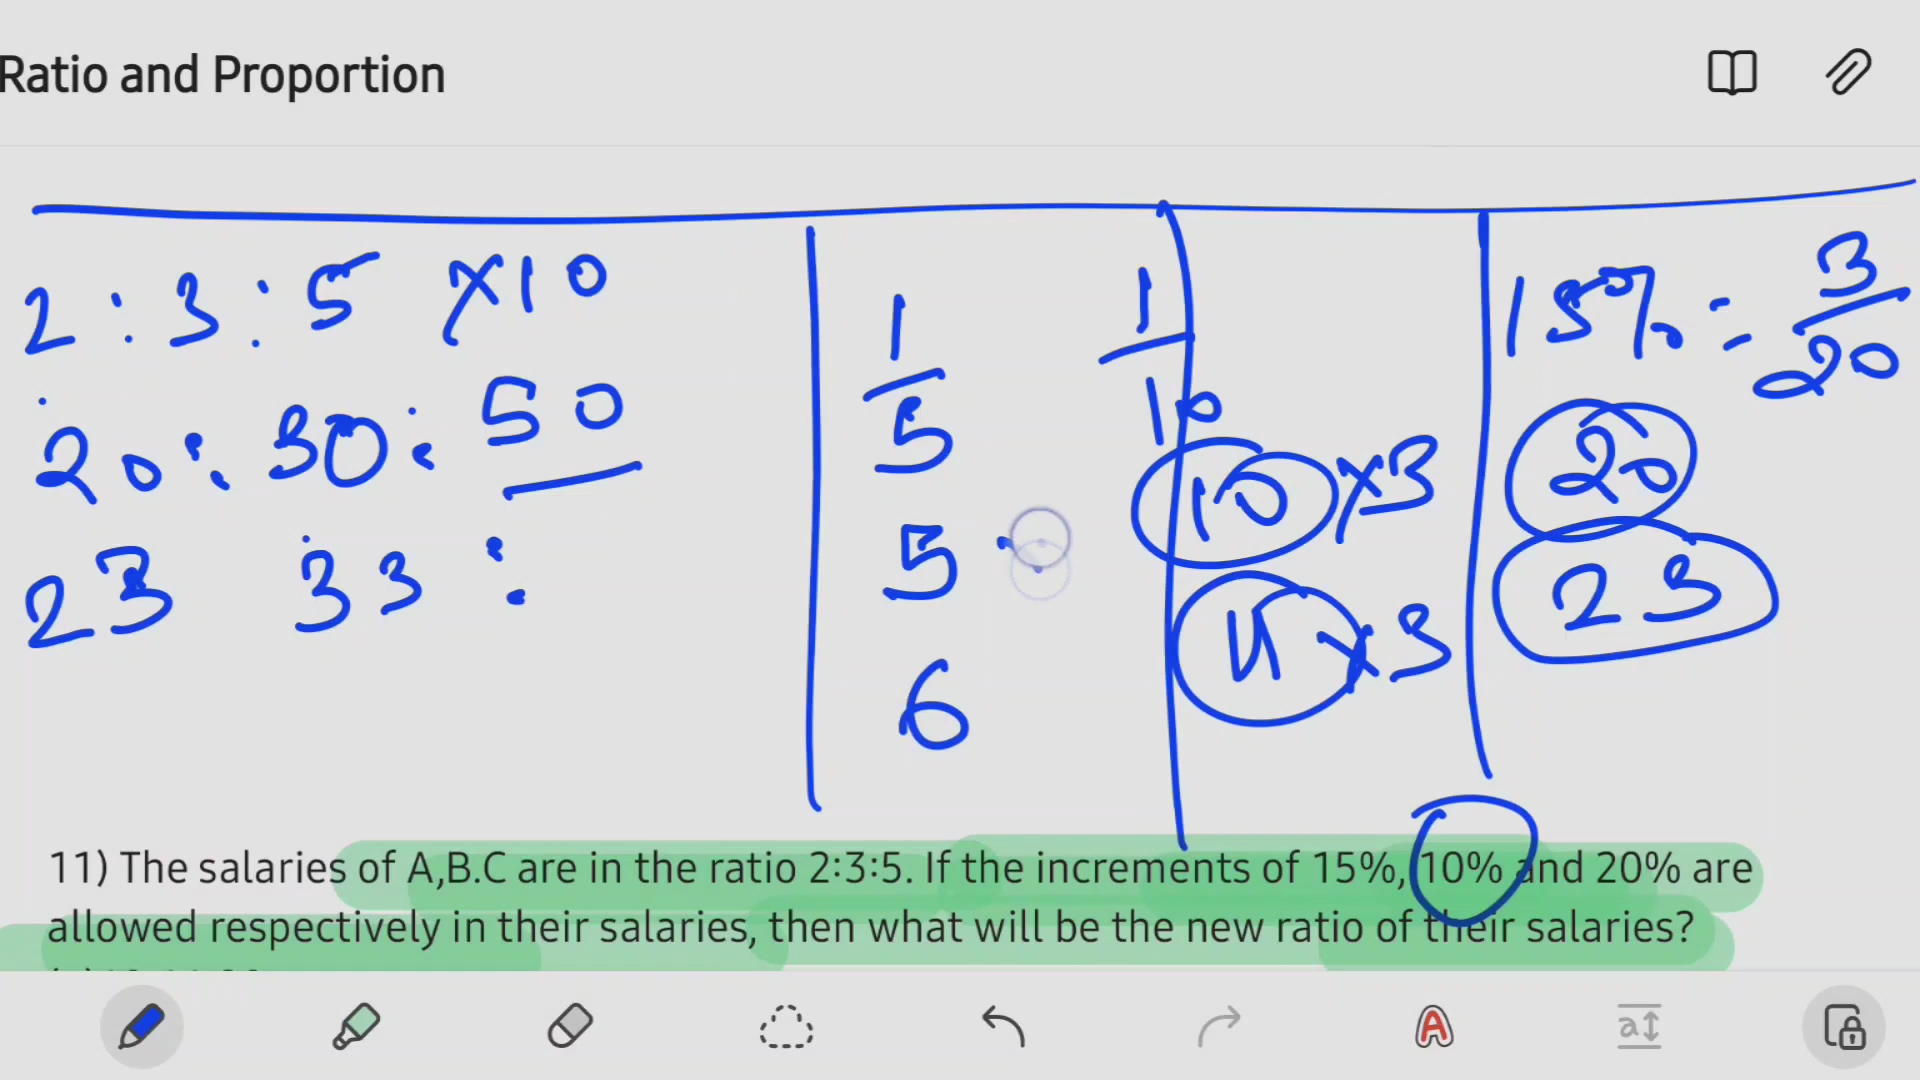 Ratio and Proportion
2 : 3 : 5 ×10
20 : 30 : 50
23 33 :
1/5
5
6
1/10
10 ×3
11 ×3
15% = 3/20
20
23
11) The salaries of A,B.C are in the ratio 2:3:5. If the increments of 15%, 10% and 20% are
allowed respectively in their salaries, then what will be the new ratio of their salaries?